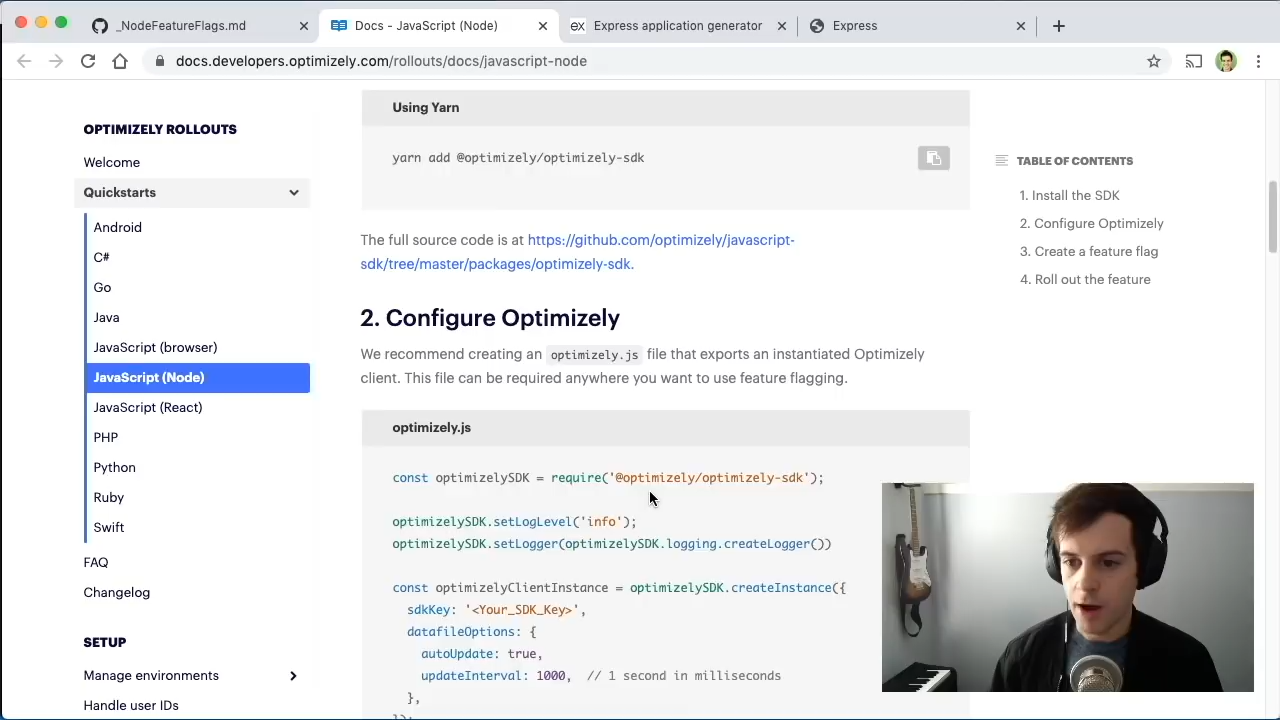 _NodeFeatureFlags.md
Docs - JavaScript (Node)
ex Express application generator
Express
docs.developers.optimizely.com/rollouts/docs/javascript-node
OPTIMIZELY ROLLOUTS
Welcome
Quickstarts
Android
C#
Go
Java
JavaScript (browser)
JavaScript (Node)
JavaScript (React)
PHP
Python
Ruby
Swift
FAQ
Changelog
SETUP
Manage environments
Handle user IDs
Using Yarn
yarn add @optimizely/optimizely-sdk
The full source code is at https://github.com/optimizely/javascript-
sdk/tree/master/packages/optimizely-sdk.
2. Configure Optimizely
We recommend creating an optimizely.js file that exports an instantiated Optimizely
client. This file can be required anywhere you want to use feature flagging.
optimizely.js
const optimizelySDK = require('@optimizely/optimizely-sdk');
optimizelySDK.setLogLevel('info');
optimizelySDK.setLogger(optimizelySDK.logging.createLogger())
const optimizelyClientInstance = optimizelySDK.createInstance({
sdkKey: '<Your_SDK_Key>',
datafileOptions: {
autoUpdate: true,
updateInterval: 1000, // 1 second in milliseconds
},
});
TABLE OF CONTENTS
1. Install the SDK
2. Configure Optimizely
3. Create a feature flag
4. Roll out the feature